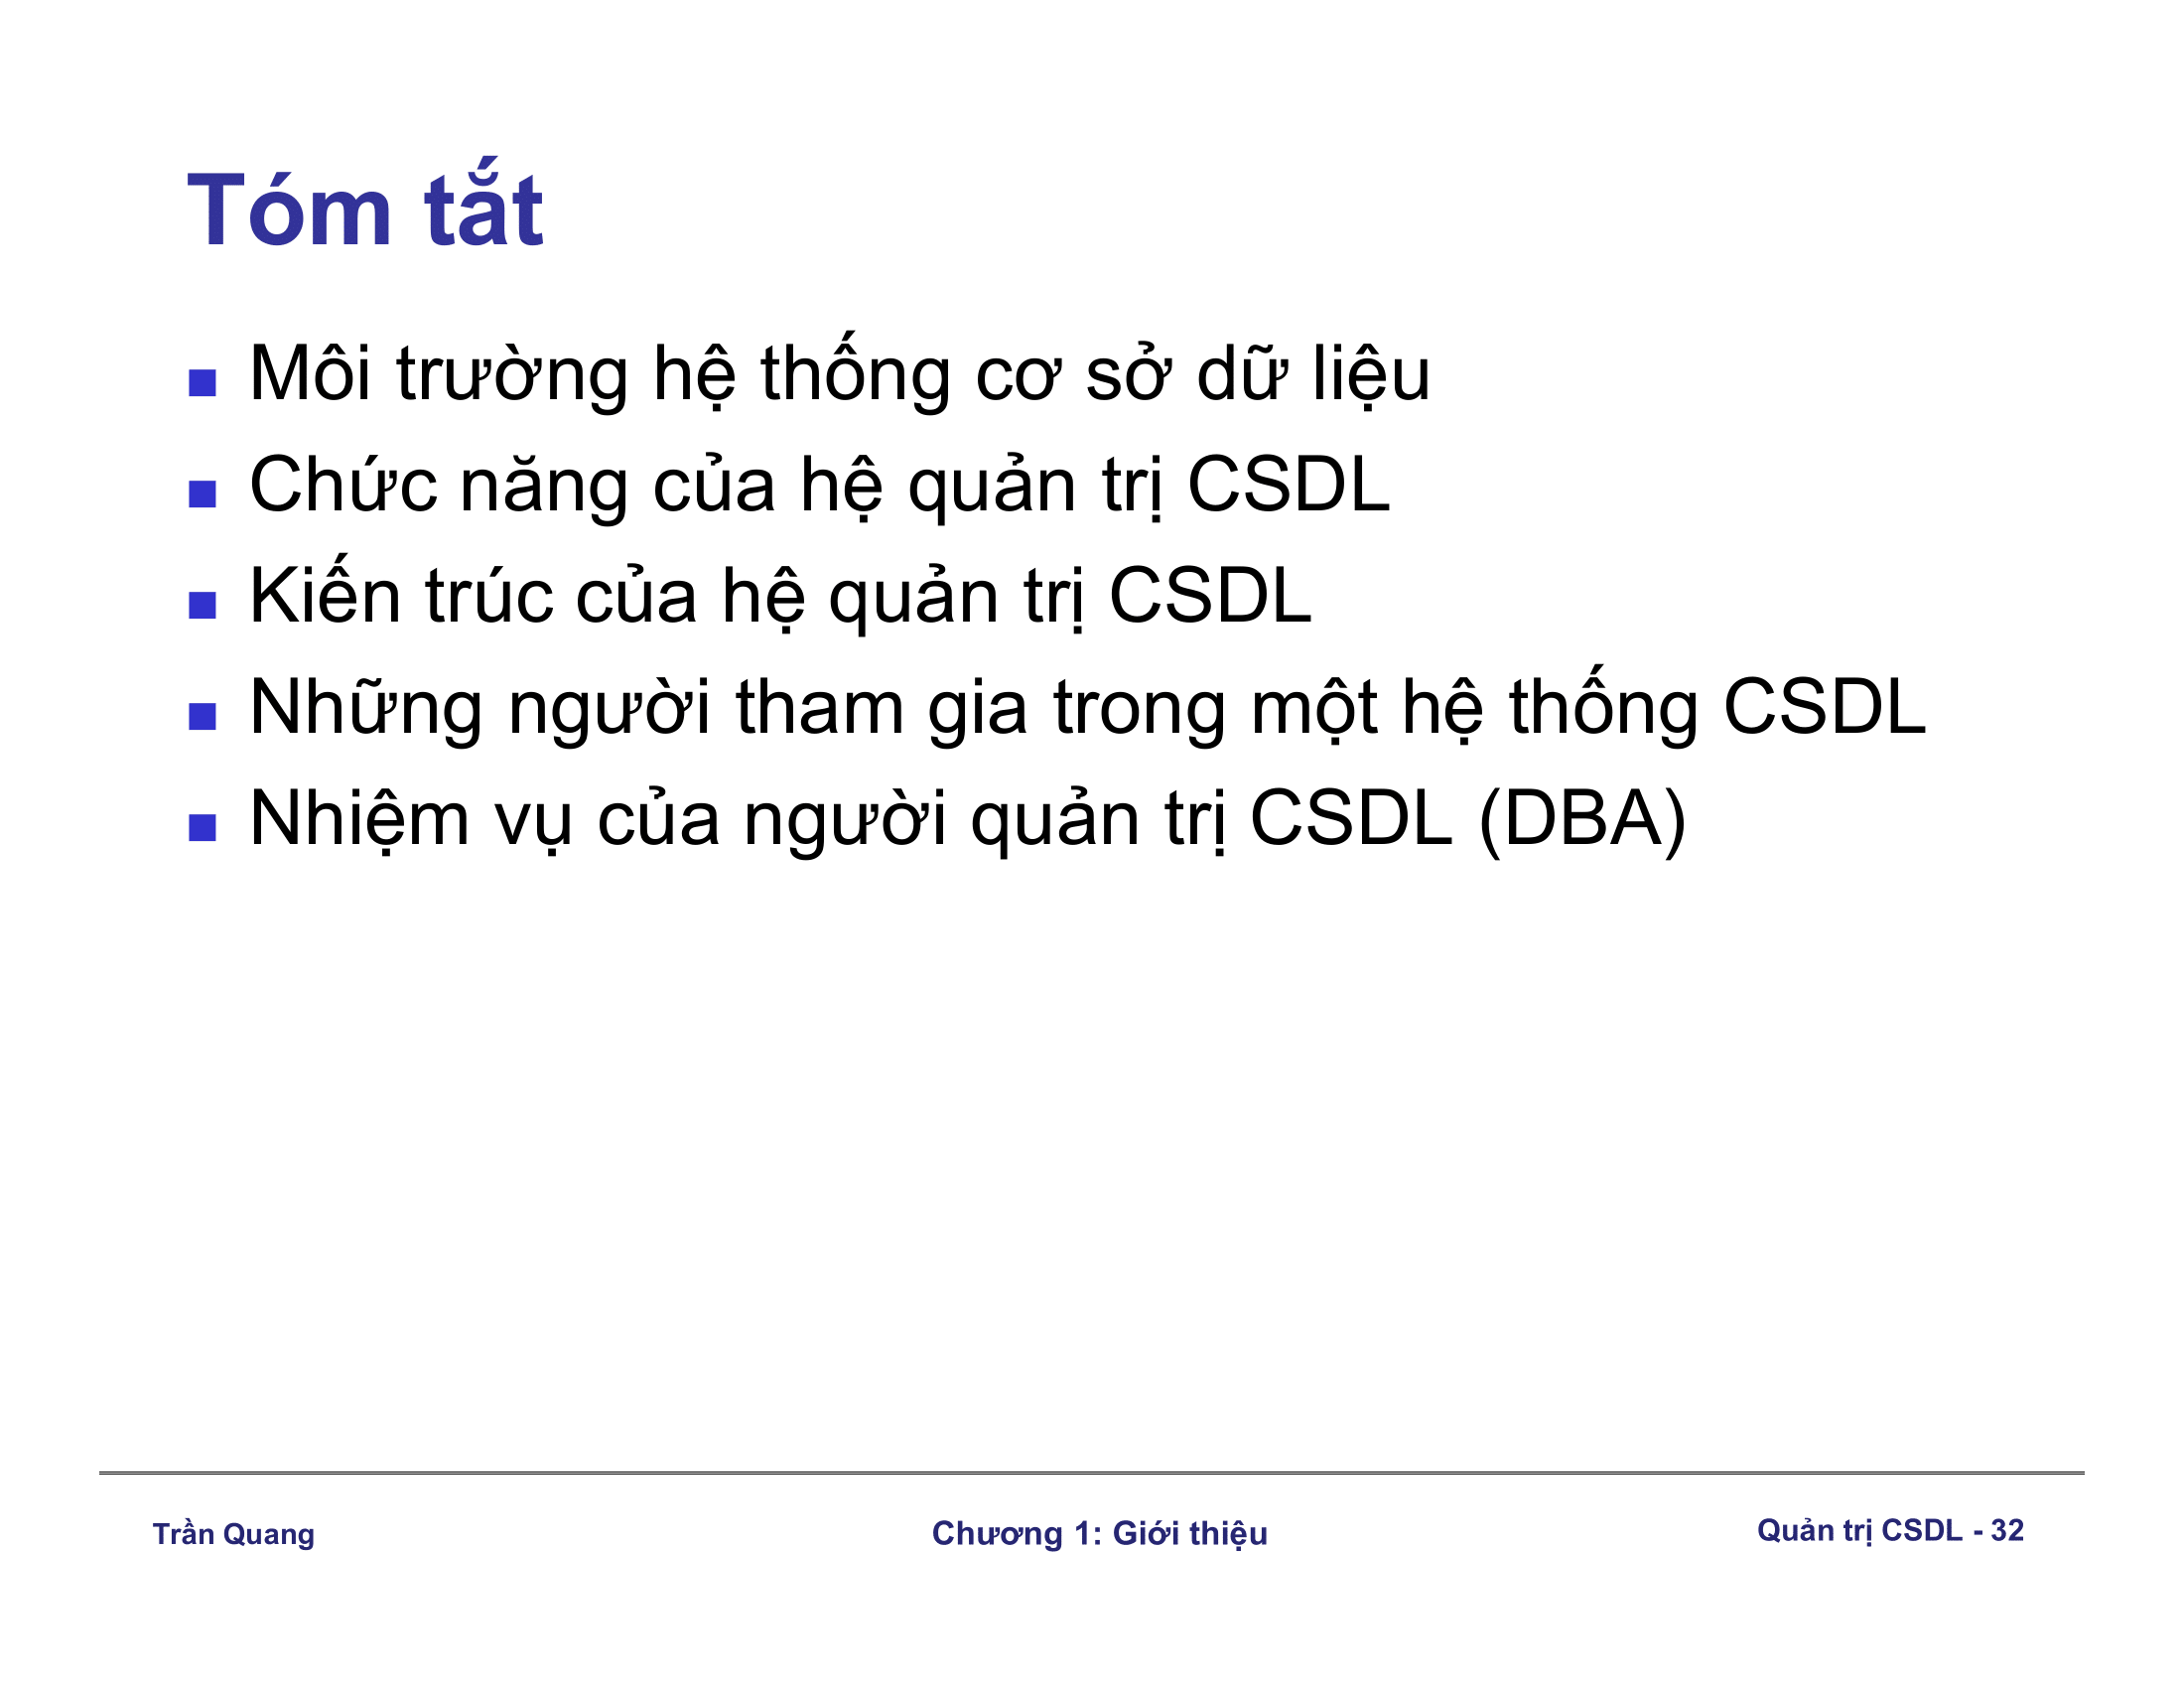 Tóm tắt
Môi trường hệ thống cơ sở dữ liệu
Chức năng của hệ quản trị CSDL
Kiến trúc của hệ quản trị CSDL
Những người tham gia trong một hệ thống CSDL
Nhiệm vụ của người quản trị CSDL (DBA)
Trần Quang
Chương 1: Giới thiệu
Quản trị CSDL - 32